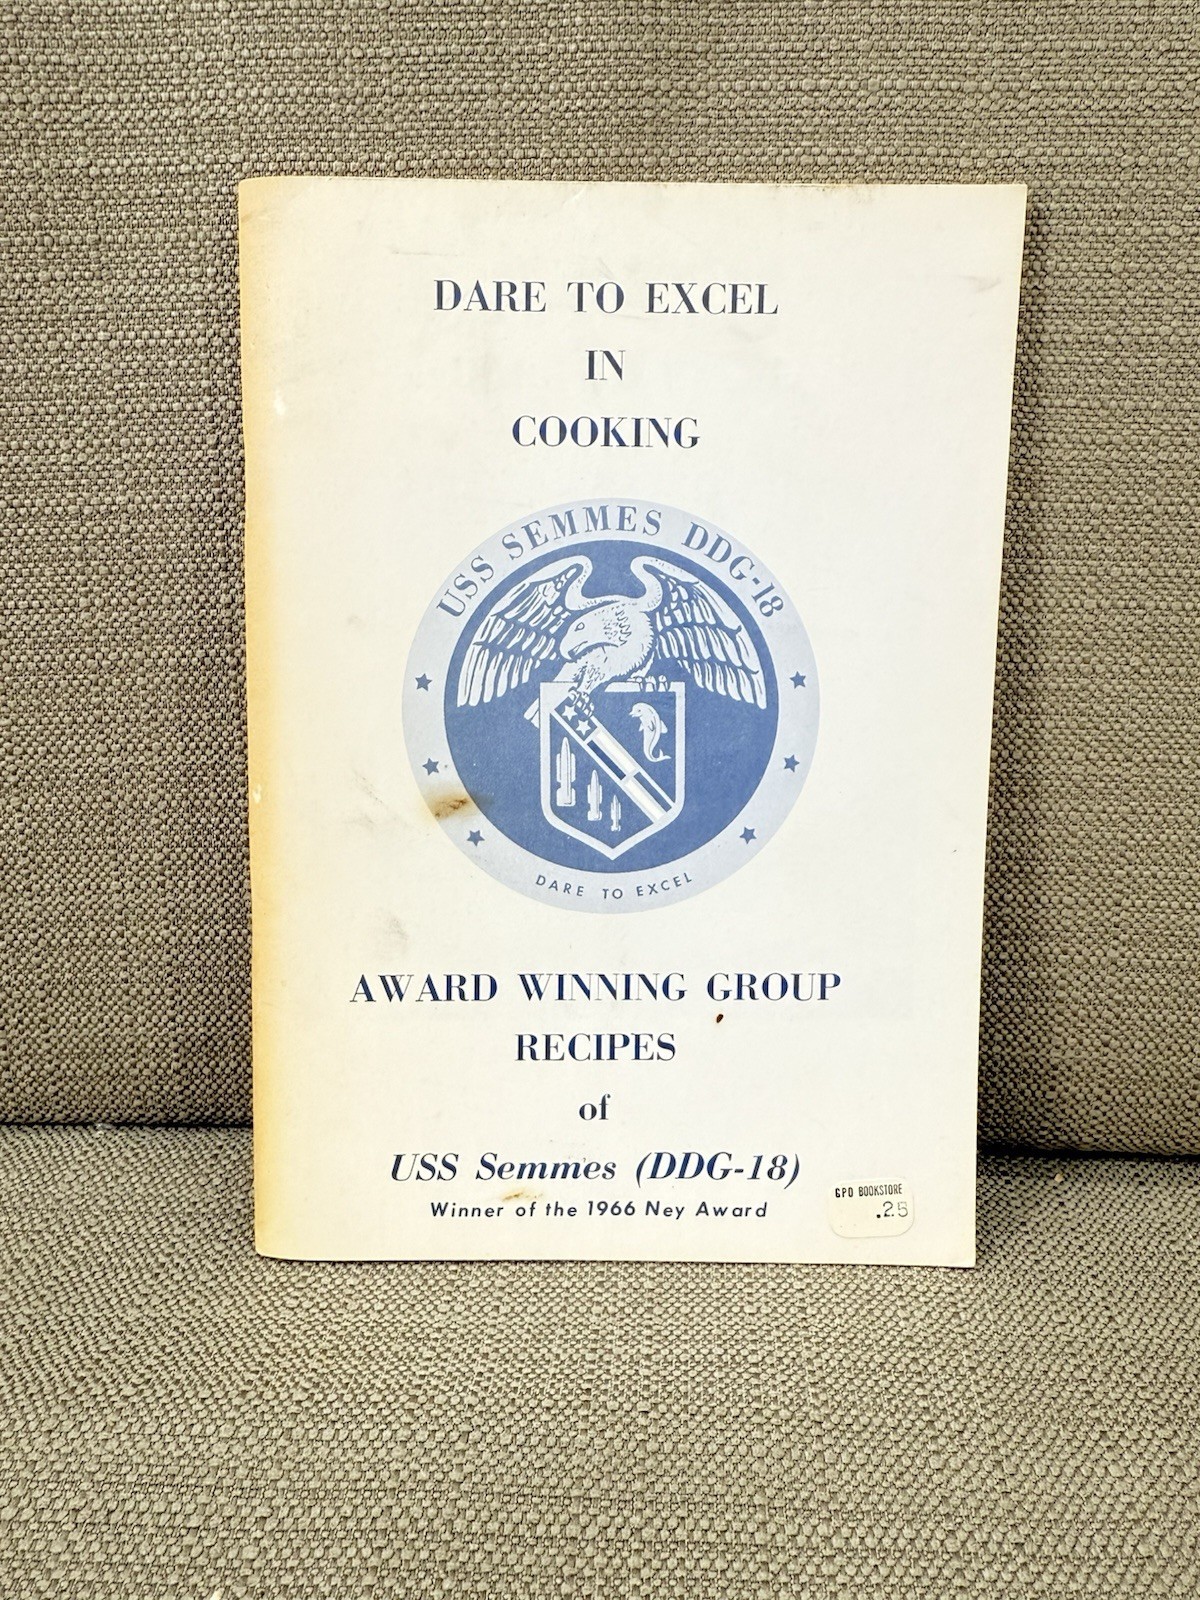 DARE TO EXCEL
IN
COOKING
USS SEMMES DDG-18
DARE TO EXCEL
AWARD WINNING GROUP
RECIPES
of
USS Semmes (DDG-18)
Winner of the 1966 Ney Award
GPO BOOKSTORE
.25